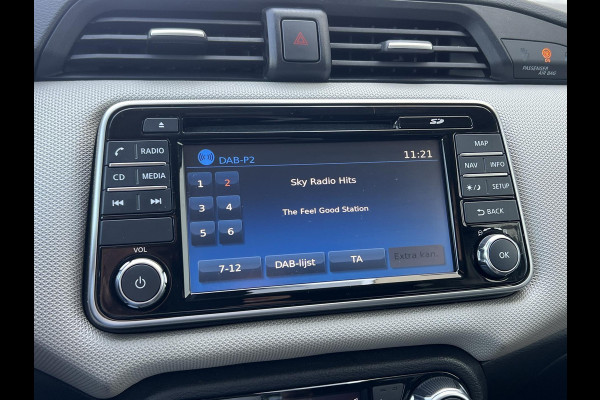 PASSENGER
AIR BAG
SD
RADIO
CD
MEDIA
VOL
DAB-P2
11:21
1
2
3
4
5
6
Sky Radio Hits
The Feel Good Station
7-12
DAB-lijst
TA
Extra kan.
MAP
NAV
INFO
SETUP
BACK
OK